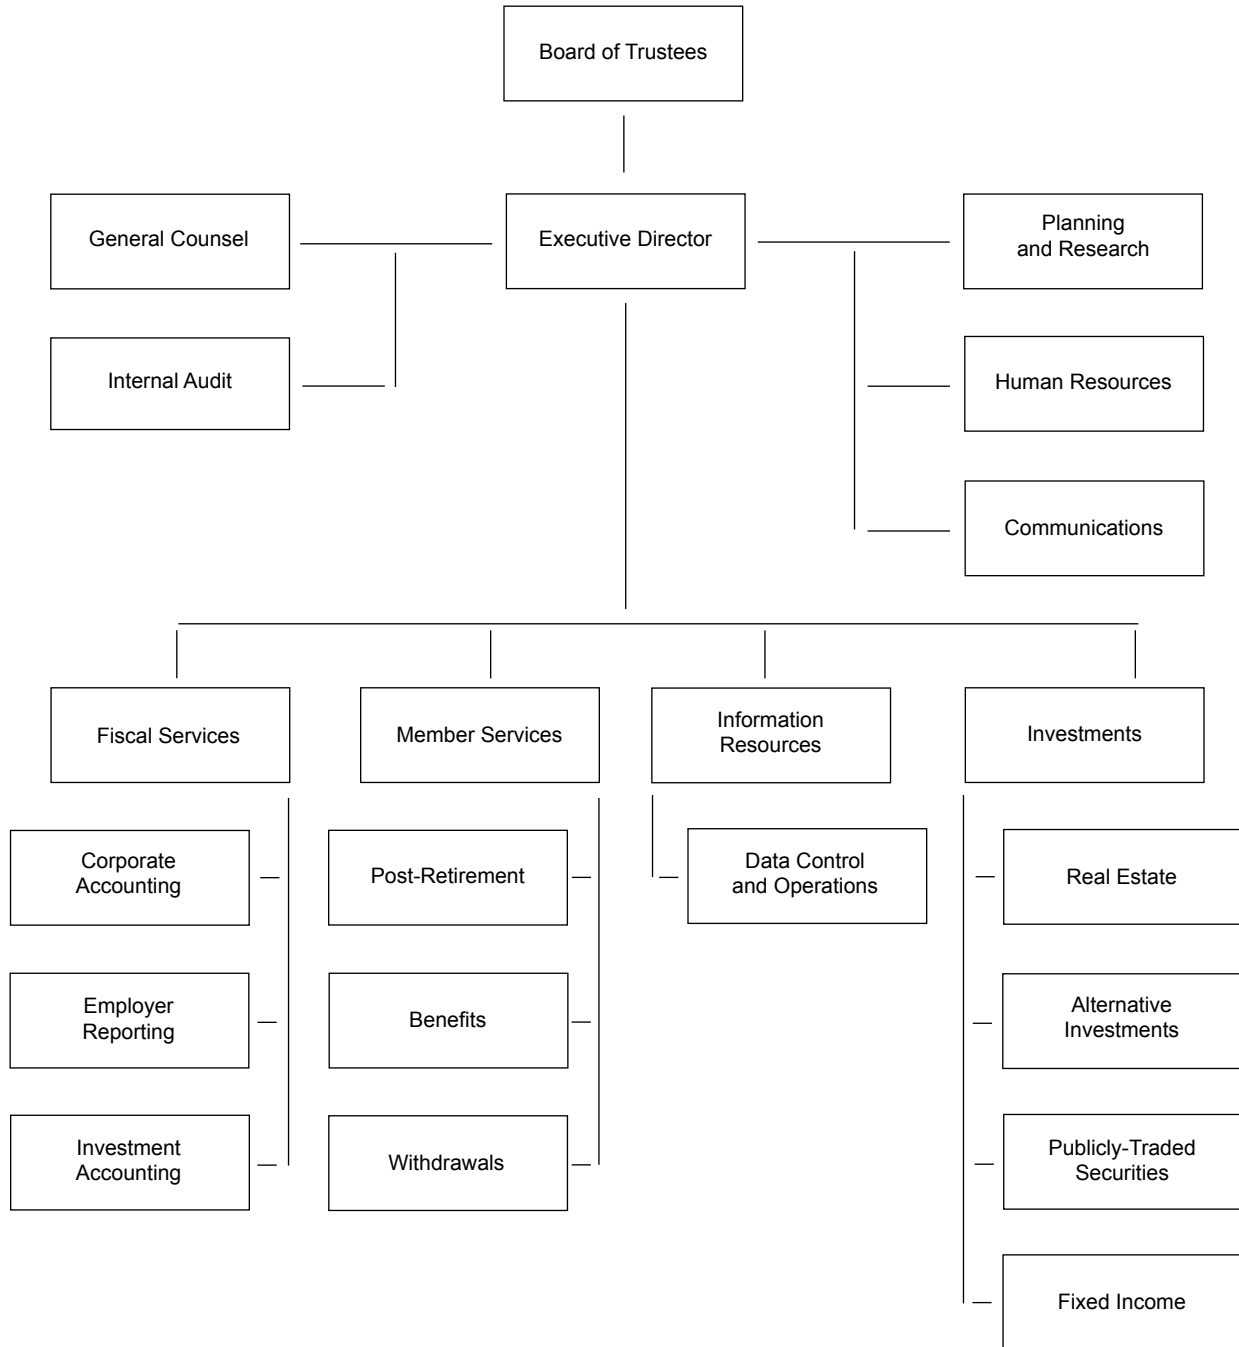 Board of Trustees
General Counsel
Executive Director
Planning
and Research
Internal Audit
Human Resources
Communications
Fiscal Services
Member Services
Information
Resources
Investments
Corporate
Accounting
Post-Retirement
Data Control
and Operations
Real Estate
Employer
Reporting
Benefits
Alternative
Investments
Investment
Accounting
Withdrawals
Publicly-Traded
Securities
Fixed Income